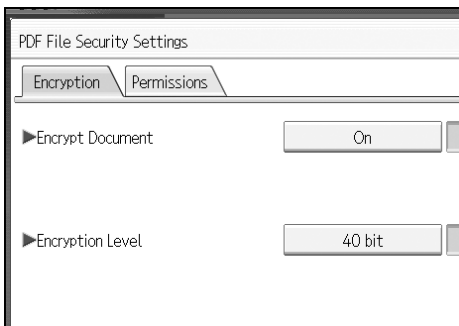 PDF File Security Settings
Encryption Permissions
▶Encrypt Document On
▶Encryption Level 40 bit